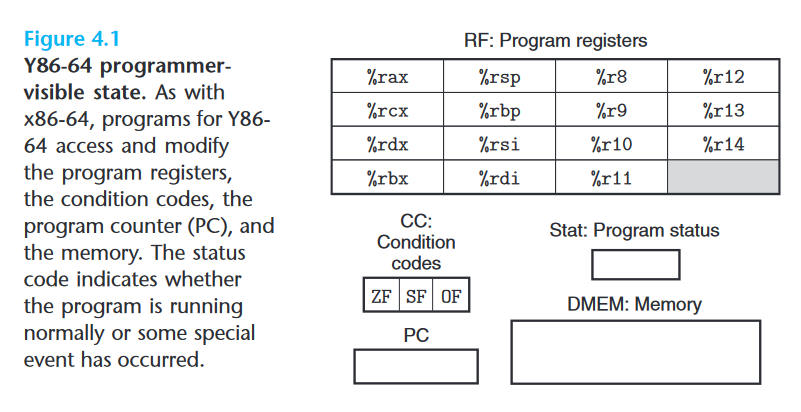 Figure 4.1
Y86-64 programmer-
visible state. As with
x86-64, programs for Y86-
64 access and modify
the program registers,
the condition codes, the
program counter (PC), and
the memory. The status
code indicates whether
the program is running
normally or some special
event has occurred.
RF: Program registers
%rax %rsp %r8 %r12
%rcx %rbp %r9 %r13
%rdx %rsi %r10 %r14
%rbx %rdi %r11
CC:
Condition
codes
ZF SF OF
PC
Stat: Program status
DMEM: Memory